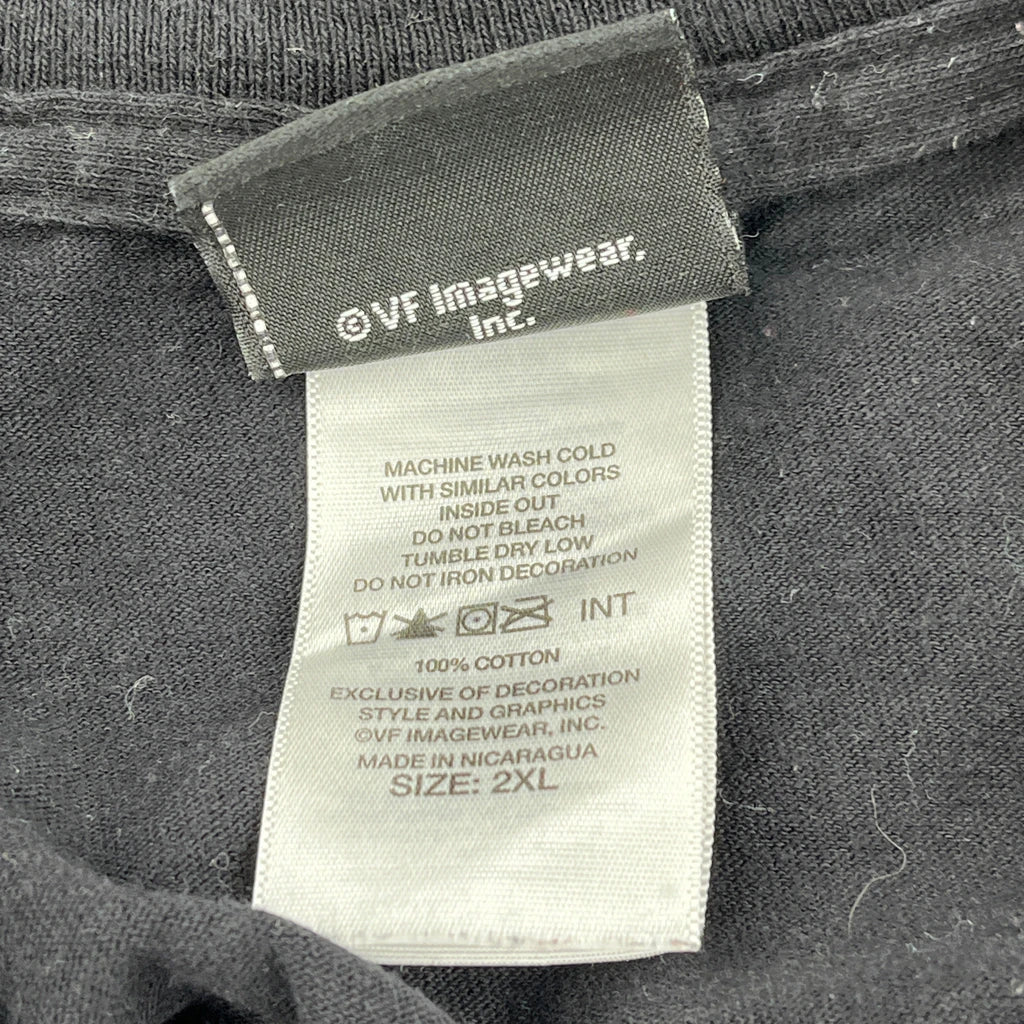 ©VF Imagewear,
Inc.
MACHINE WASH COLD
WITH SIMILAR COLORS
INSIDE OUT
DO NOT BLEACH
TUMBLE DRY LOW
DO NOT IRON DECORATION
INT
100% COTTON
EXCLUSIVE OF DECORATION
STYLE AND GRAPHICS
©VF IMAGEWEAR, INC.
MADE IN NICARAGUA
SIZE: 2XL